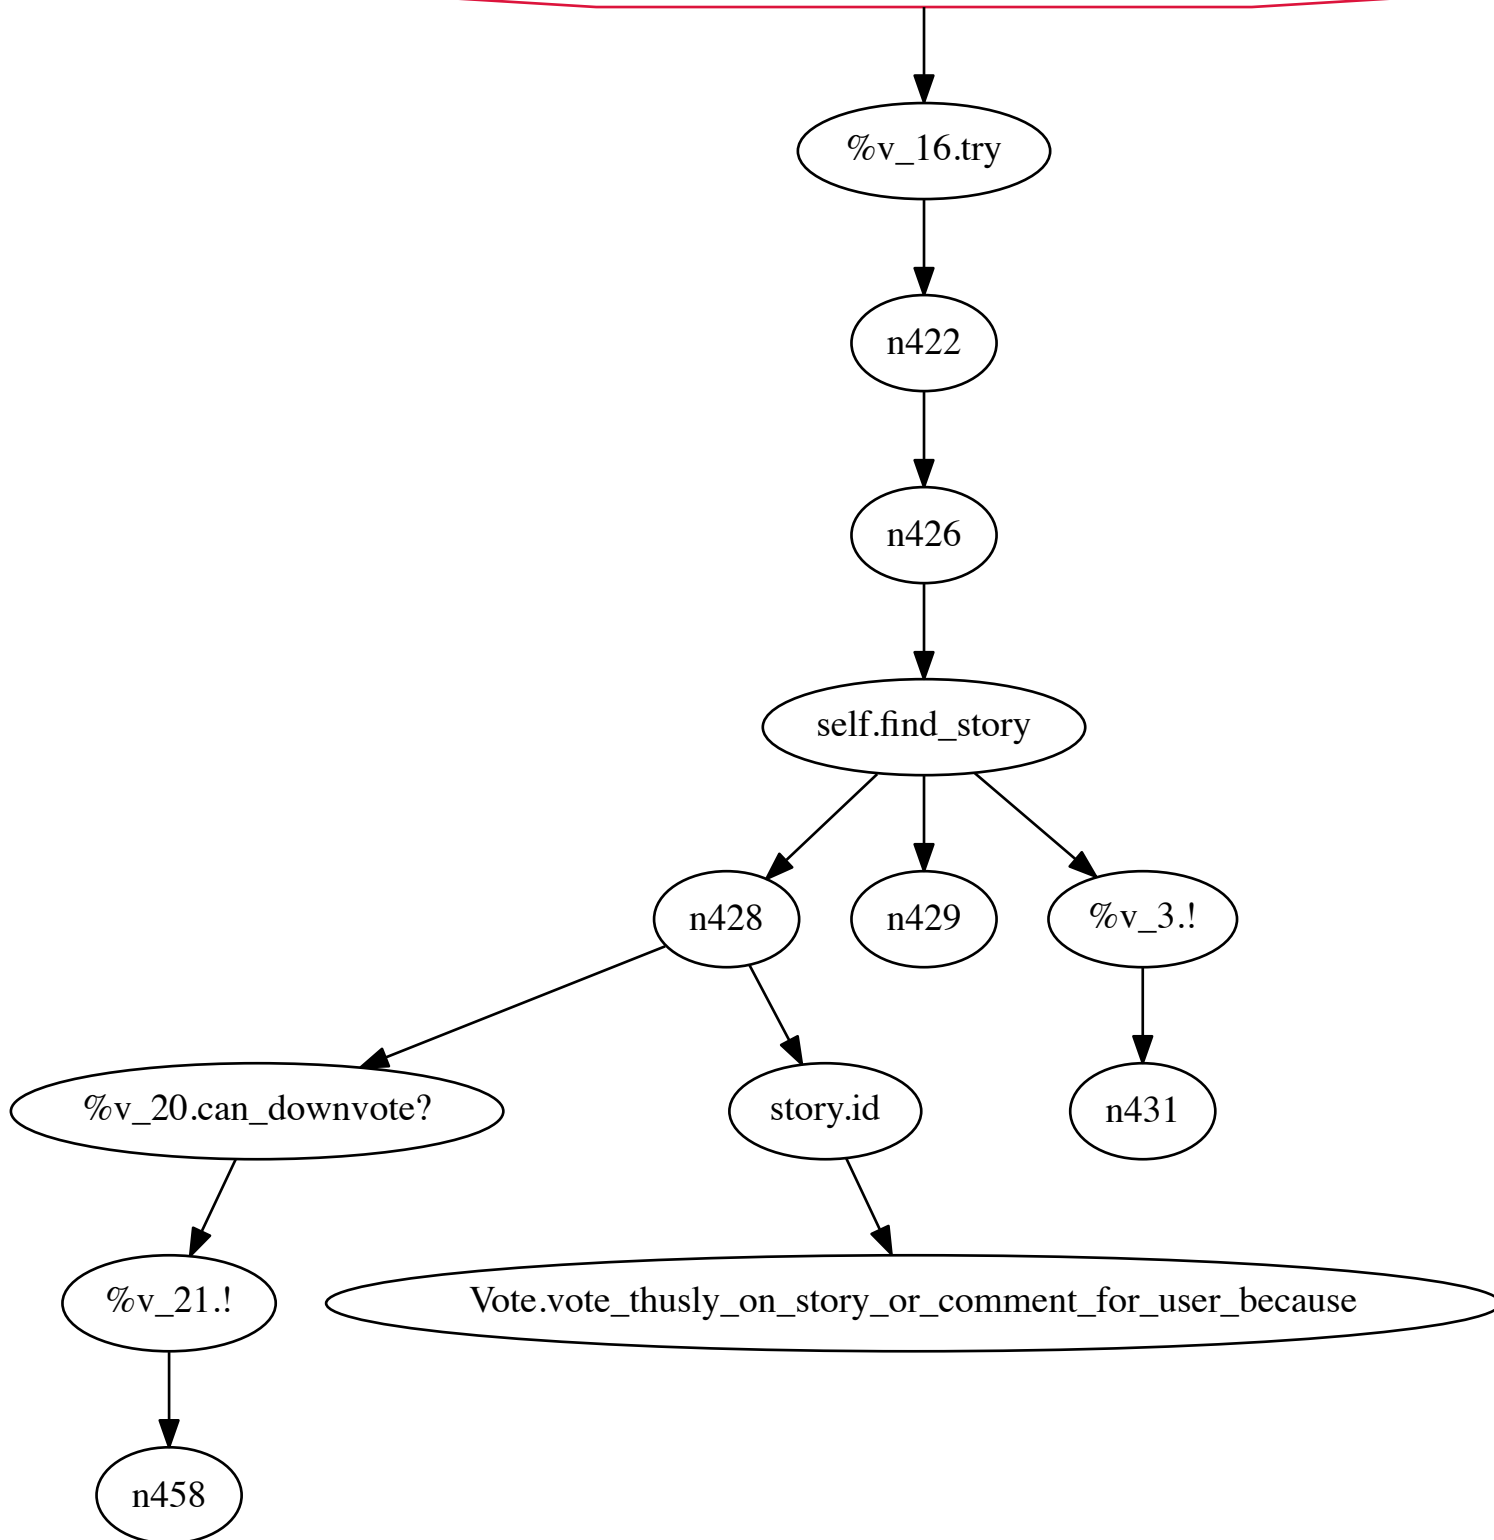 %v_16.try
n422
n426
self.find_story
n428
n429
%v_3.!
%v_20.can_downvote?
story.id
n431
%v_21.!
Vote.vote_thusly_on_story_or_comment_for_user_because
n458